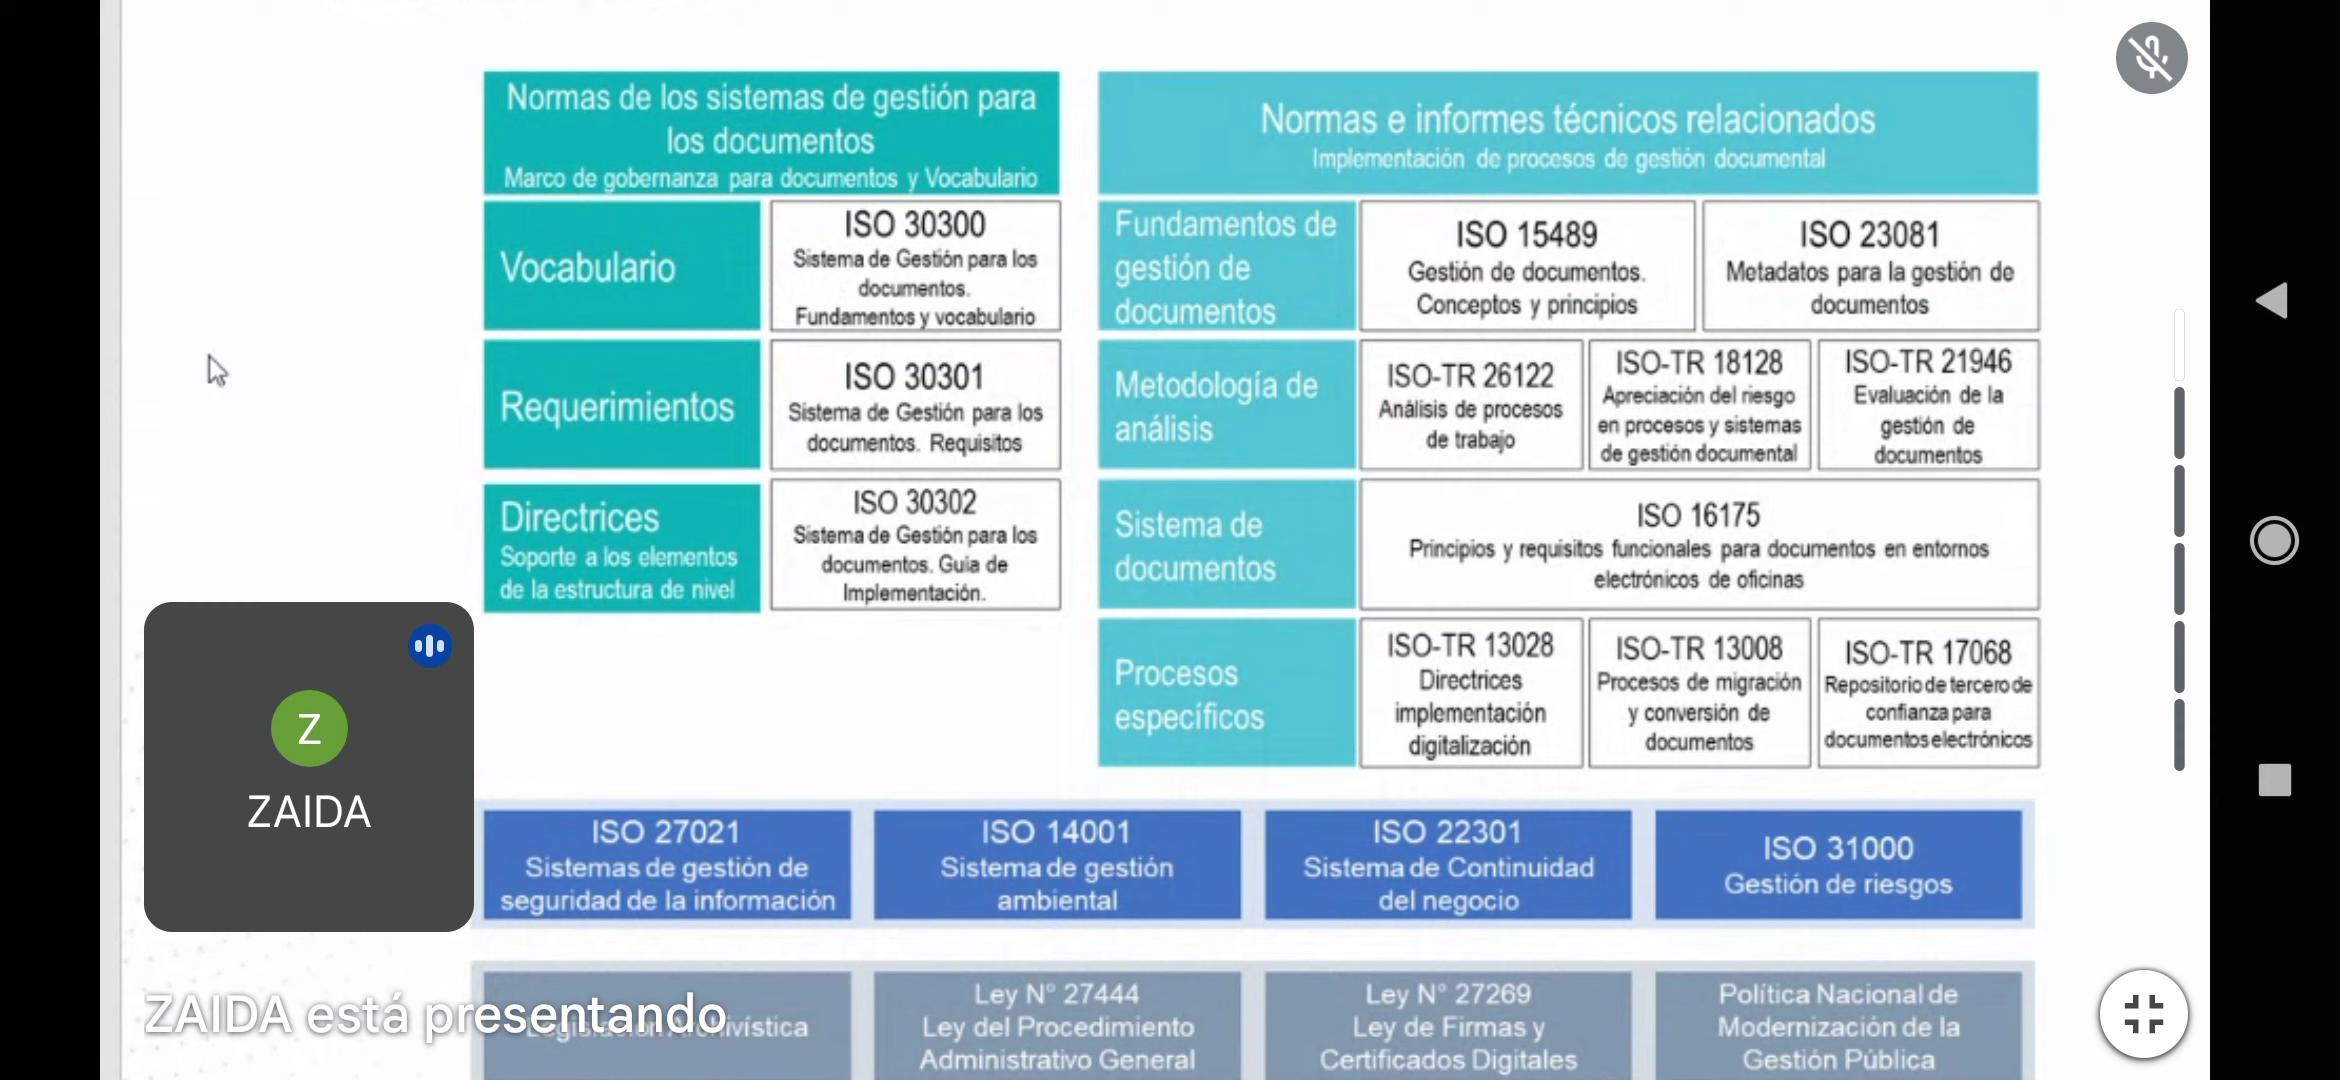 Normas de los sistemas de gestión para
los documentos
Marco de gobernanza para documentos y Vocabulario
Vocabulario
ISO 30300
Sistema de Gestión para los
documentos.
Fundamentos y vocabulario
Requerimientos
ISO 30301
Sistema de Gestión para los
documentos. Requisitos
Directrices
Soporte a los elementos
de la estructura de nivel
ISO 30302
Sistema de Gestión para los
documentos. Guía de
Implementación.
Normas e informes técnicos relacionados
Implementación de procesos de gestión documental
Fundamentos de
gestión de
documentos
ISO 15489
Gestión de documentos.
Conceptos y principios
ISO 23081
Metadatos para la gestión de
documentos
Metodología de
análisis
ISO-TR 26122
Análisis de procesos
de trabajo
ISO-TR 18128
Apreciación del riesgo
en procesos y sistemas
de gestión documental
ISO-TR 21946
Evaluación de la
gestión de
documentos
Sistema de
documentos
ISO 16175
Principios y requisitos funcionales para documentos en entornos
electrónicos de oficinas
Procesos
específicos
ISO-TR 13028
Directrices
implementación
digitalización
ISO-TR 13008
Procesos de migración
y conversión de
documentos
ISO-TR 17068
Repositorio de tercero de
confianza para
documentos electrónicos
Z
ZAIDA
ISO 27021
Sistemas de gestión de
seguridad de la información
ISO 14001
Sistema de gestión
ambiental
ISO 22301
Sistema de Continuidad
del negocio
ISO 31000
Gestión de riesgos
ZAIDA está presentando
Legislación Archivística
Ley N° 27444
Ley del Procedimiento
Administrativo General
Ley N° 27269
Ley de Firmas y
Certificados Digitales
Política Nacional de
Modernización de la
Gestión Pública